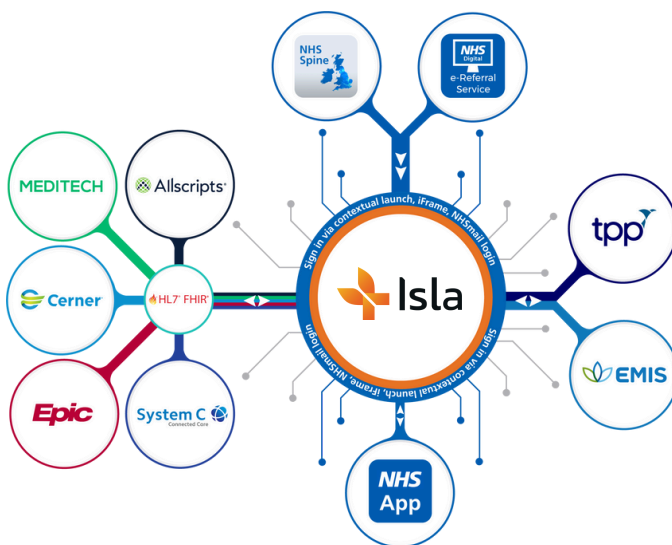 NHS
Spine
NHS
Digital
e-Referral
Service
MEDITECH
Allscripts®
Sign in via contextual launch, iFrame, NHSmail login
tpp
Cerner
HL7® FHIR®
Isla
Epic
System C
Connected Care
EMIS
Sign in via contextual launch, iFrame, NHSmail login
NHS
App